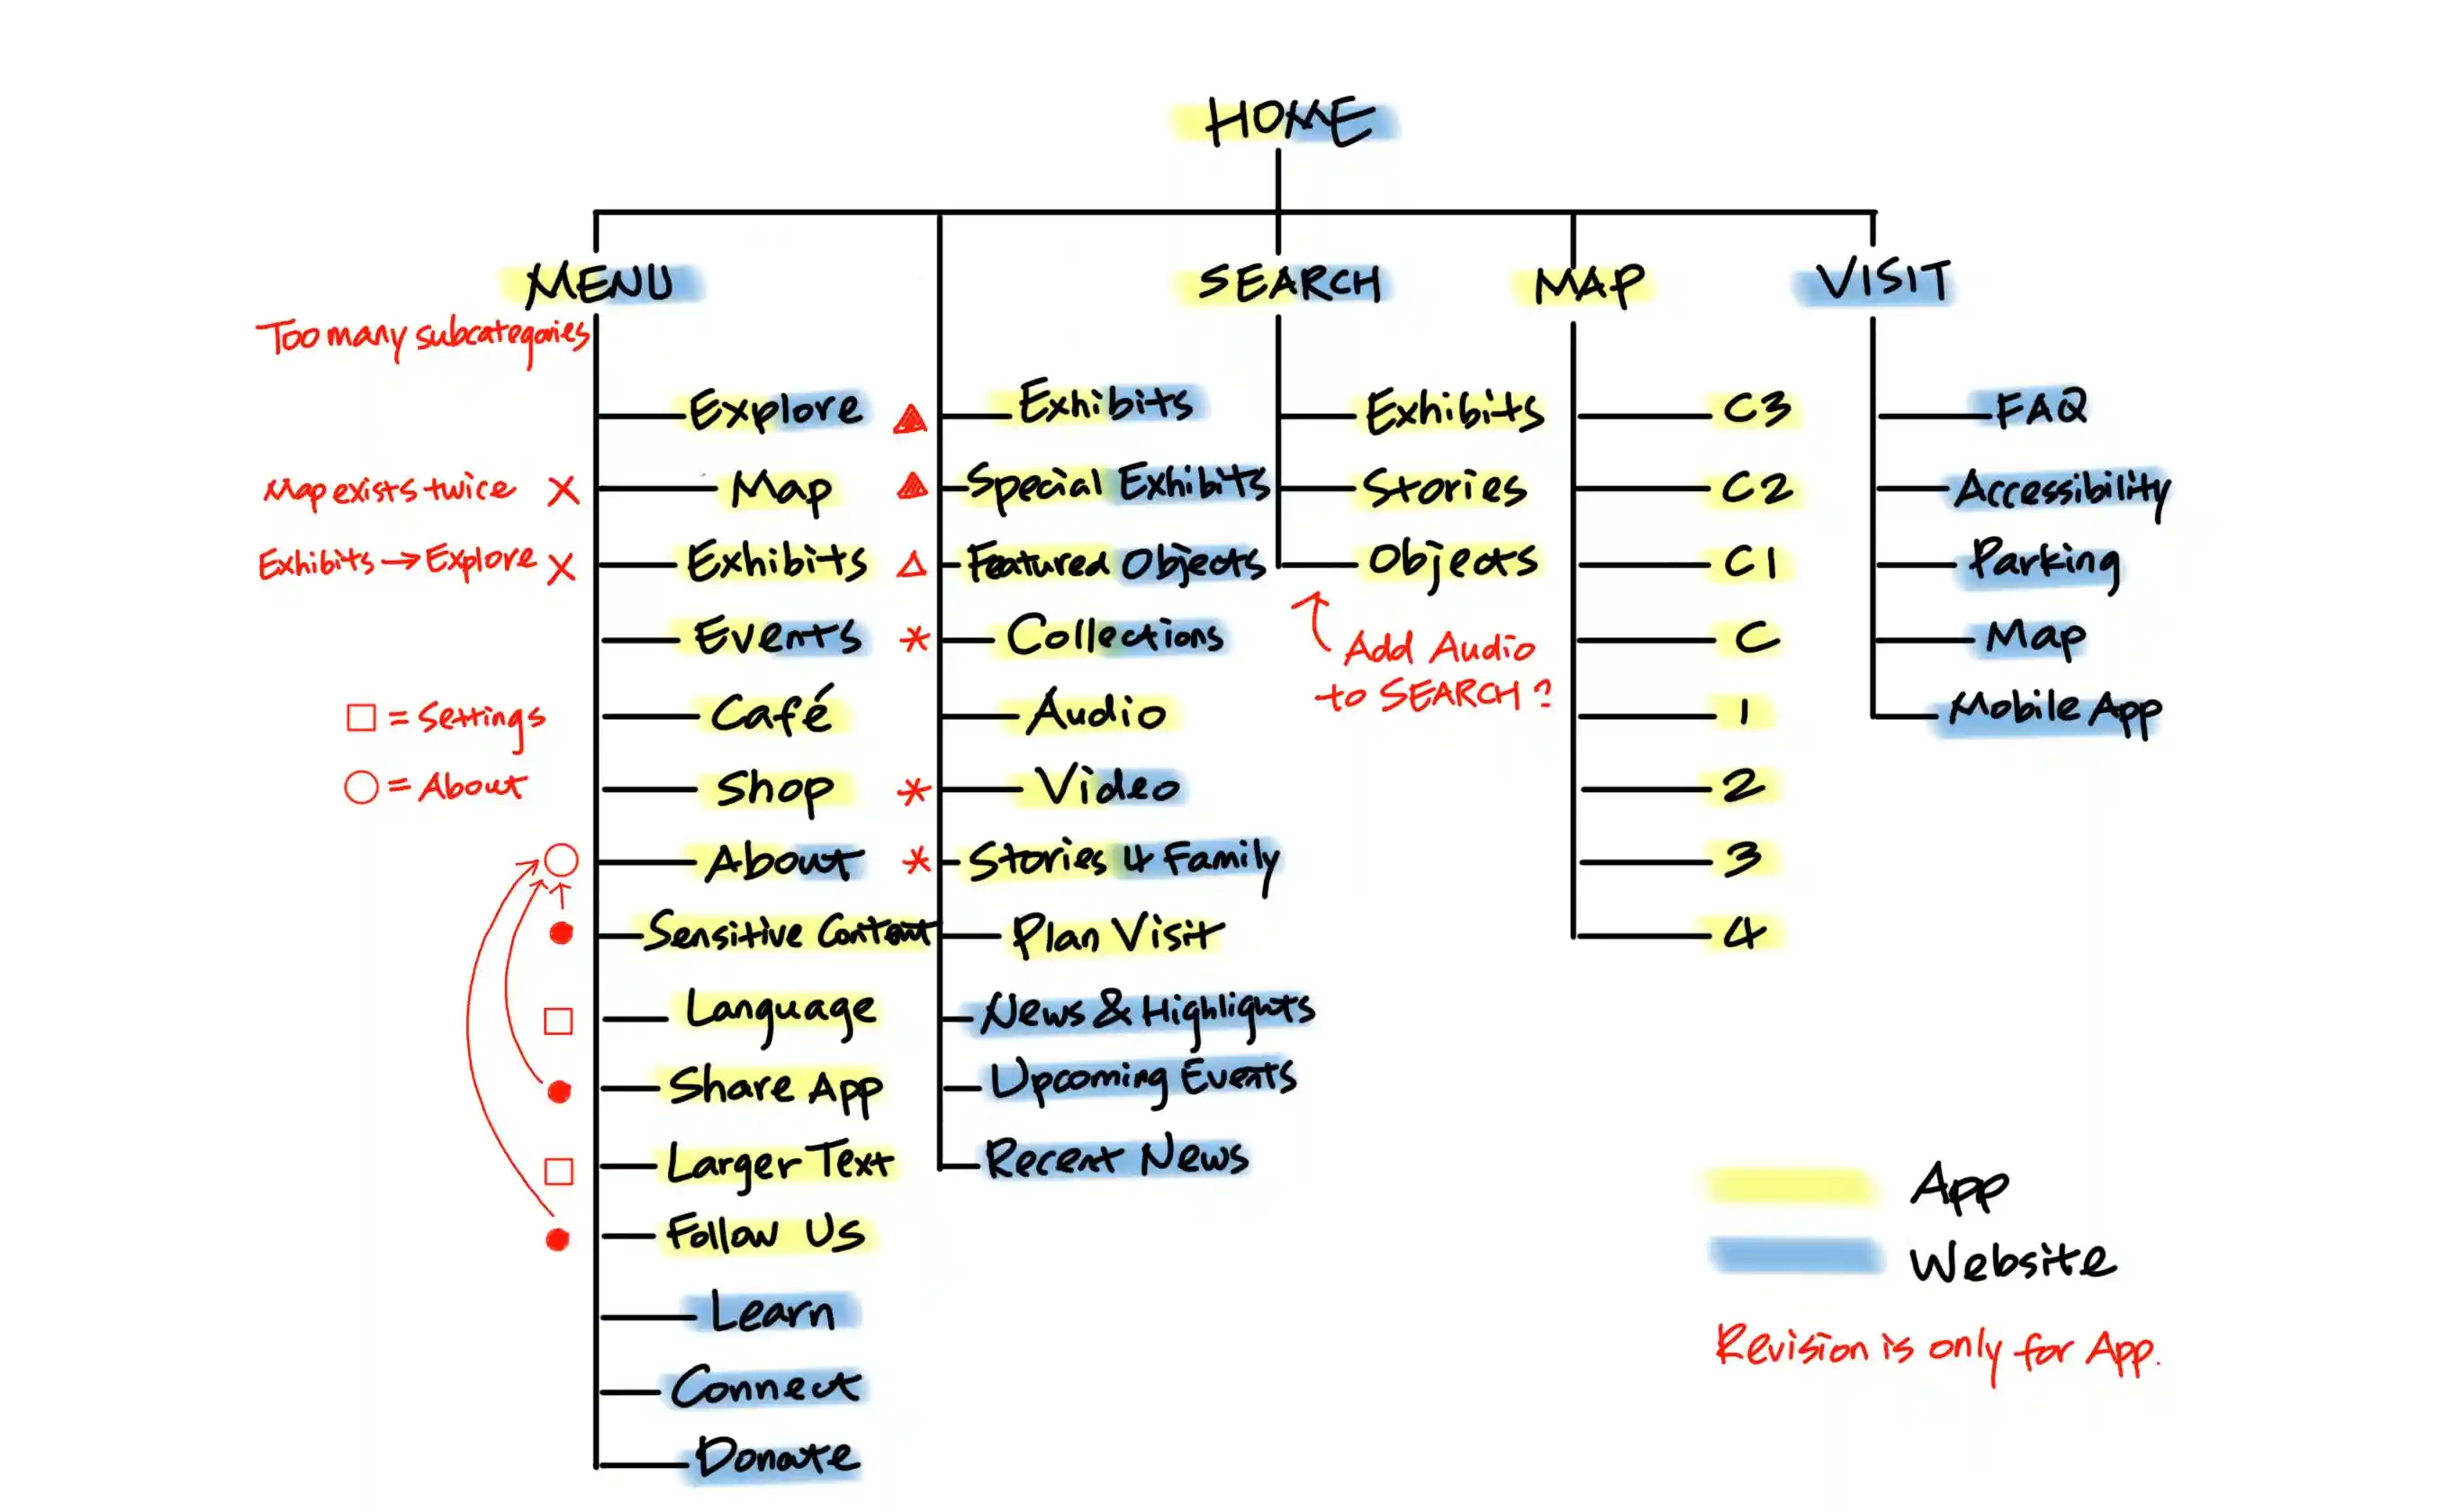 HOME
MENU
SEARCH
MAP
VISIT
Too many subcategories
Explore
Map exists twice
Map
Exhibits → Explore
Exhibits
Events
Café
□ = Settings
Shop
○ = About
About
Sensitive Content
Language
Share App
Larger Text
Follow Us
Learn
Connect
Donate
Exhibits
Special Exhibits
Featured Objects
Collections
Audio
Video
Stories 4 Family
Plan Visit
News & Highlights
Upcoming Events
Recent News
Exhibits
Stories
Objects
Add Audio
to SEARCH?
C3
C2
C1
C
1
2
3
4
FAQ
Accessibility
Parking
Map
Mobile App
App
Website
Revision is only for App.